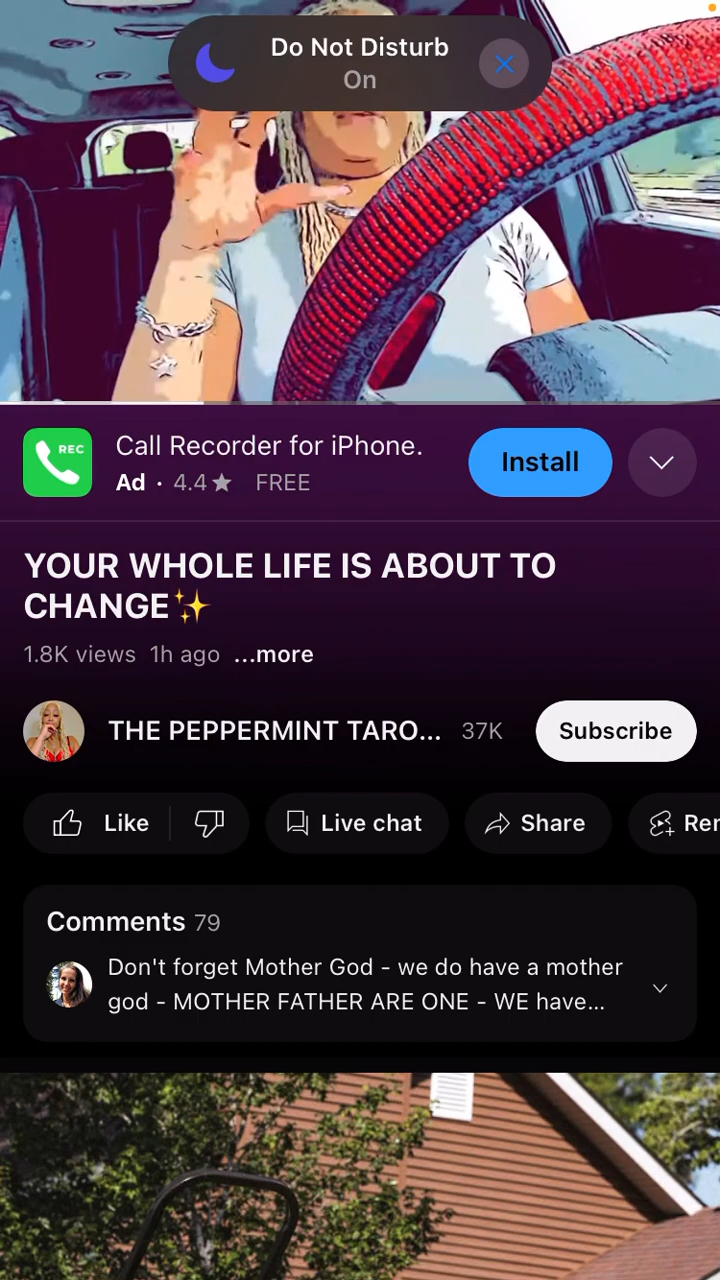 Do Not Disturb
On
REC
Call Recorder for iPhone.
Install
Ad · 4.4★ FREE
YOUR WHOLE LIFE IS ABOUT TO
CHANGE✨
1.8K views 1h ago ...more
THE PEPPERMINT TARO... 37K
Subscribe
Like
Live chat
Share
Rer
Comments 79
Don't forget Mother God - we do have a mother
god - MOTHER FATHER ARE ONE - WE have...